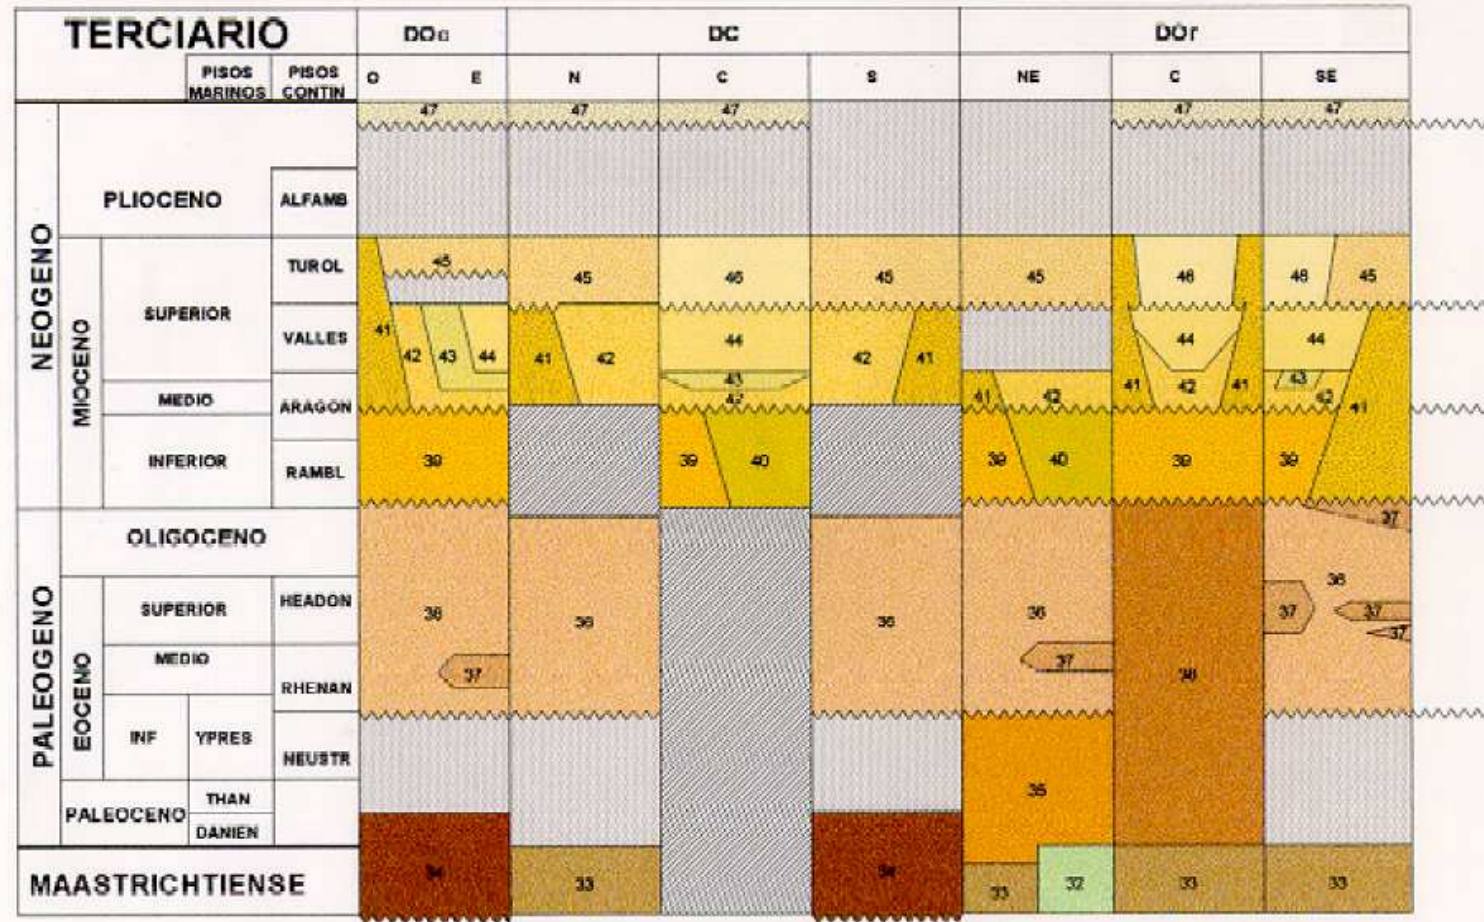 TERCIARIO
DOc
DC
DOr
PISOS MARINOS
PISOS CONTIN
O
E
N
C
S
NE
C
SE
47
47
47
47
47
NEOGENO
PLIOCENO
ALFAMB
MIOCENO
SUPERIOR
TUROL
45
45
46
45
45
46
46
45
VALLES
41
42
43
44
41
42
44
43
42
42
41
44
41
42
41
44
43
42
41
MEDIO
ARAGON
41
42
INFERIOR
RAMBL
39
39
40
39
40
39
39
PALEOGENO
OLIGOCENO
37
EOCENO
SUPERIOR
HEADON
36
36
36
36
36
37
37
37
MEDIO
RHENAN
37
37
38
INF
YPRES
NEUSTR
PALEOCENO
THAN
35
DANIEN
MAASTRICHTIENSE
34
33
34
33
32
33
33